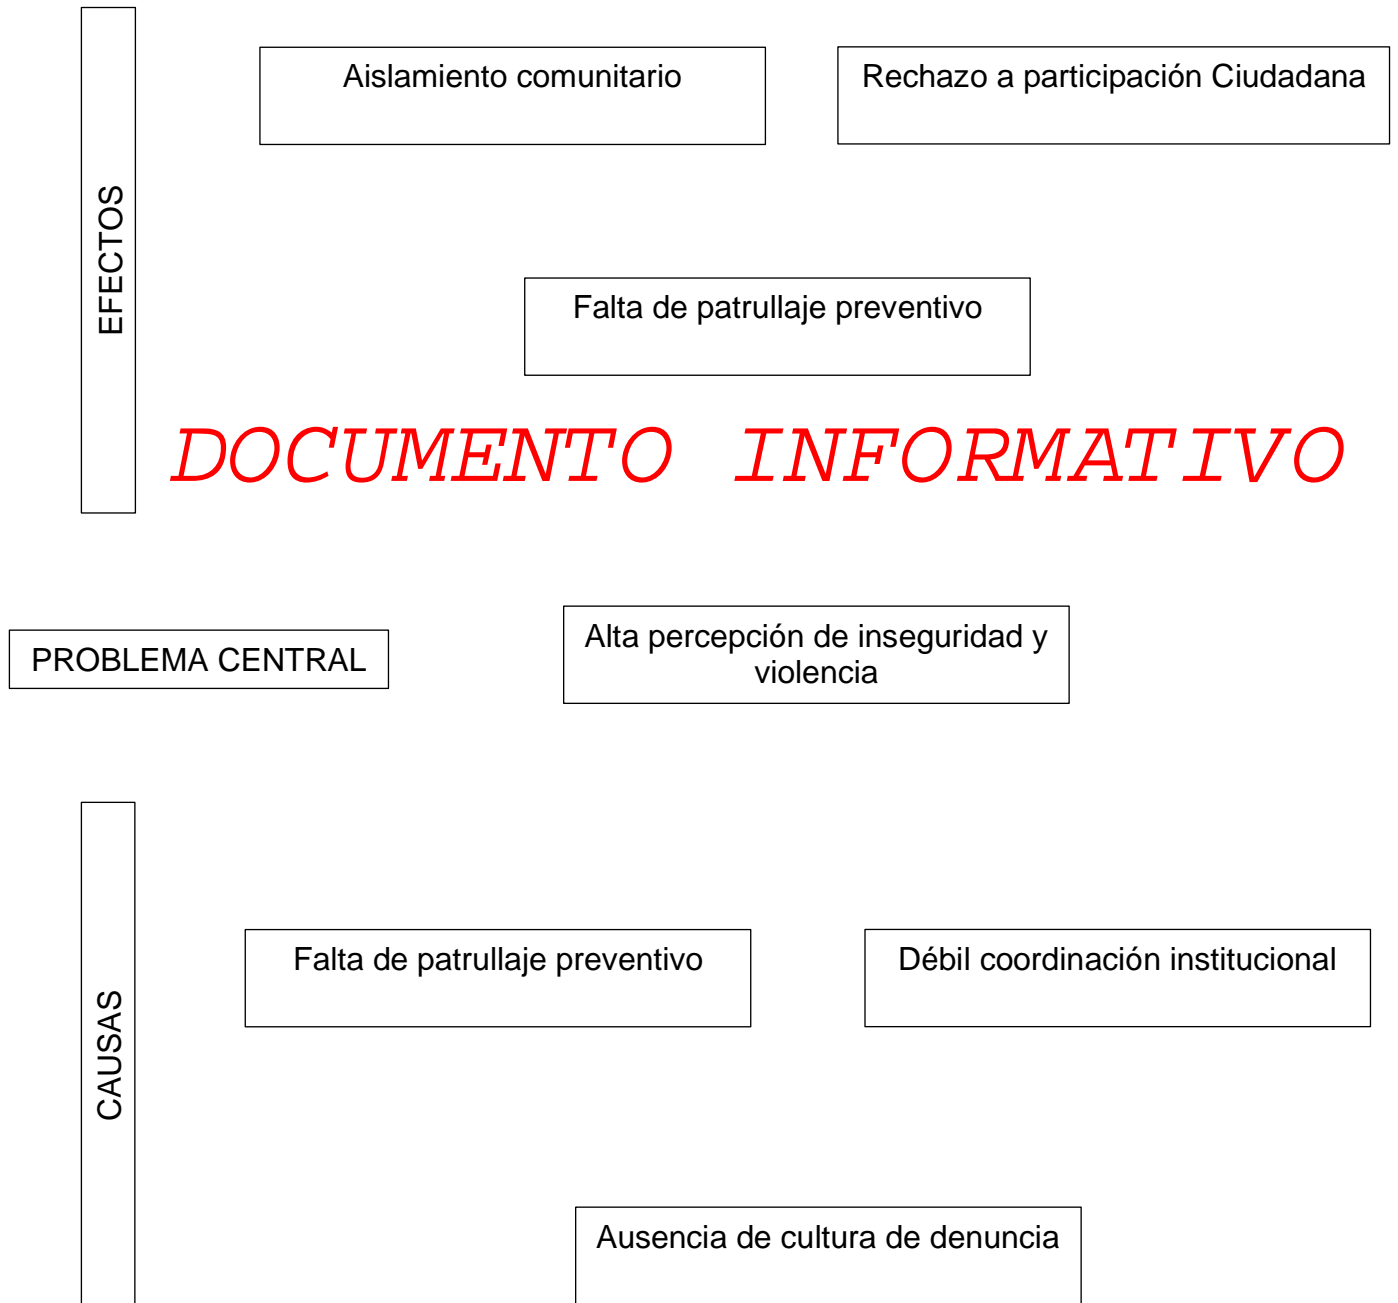 Aislamiento comunitario
Rechazo a participación Ciudadana
EFECTOS
Falta de patrullaje preventivo
DOCUMENTO INFORMATIVO
PROBLEMA CENTRAL
Alta percepción de inseguridad y
violencia
Falta de patrullaje preventivo
Débil coordinación institucional
CAUSAS
Ausencia de cultura de denuncia